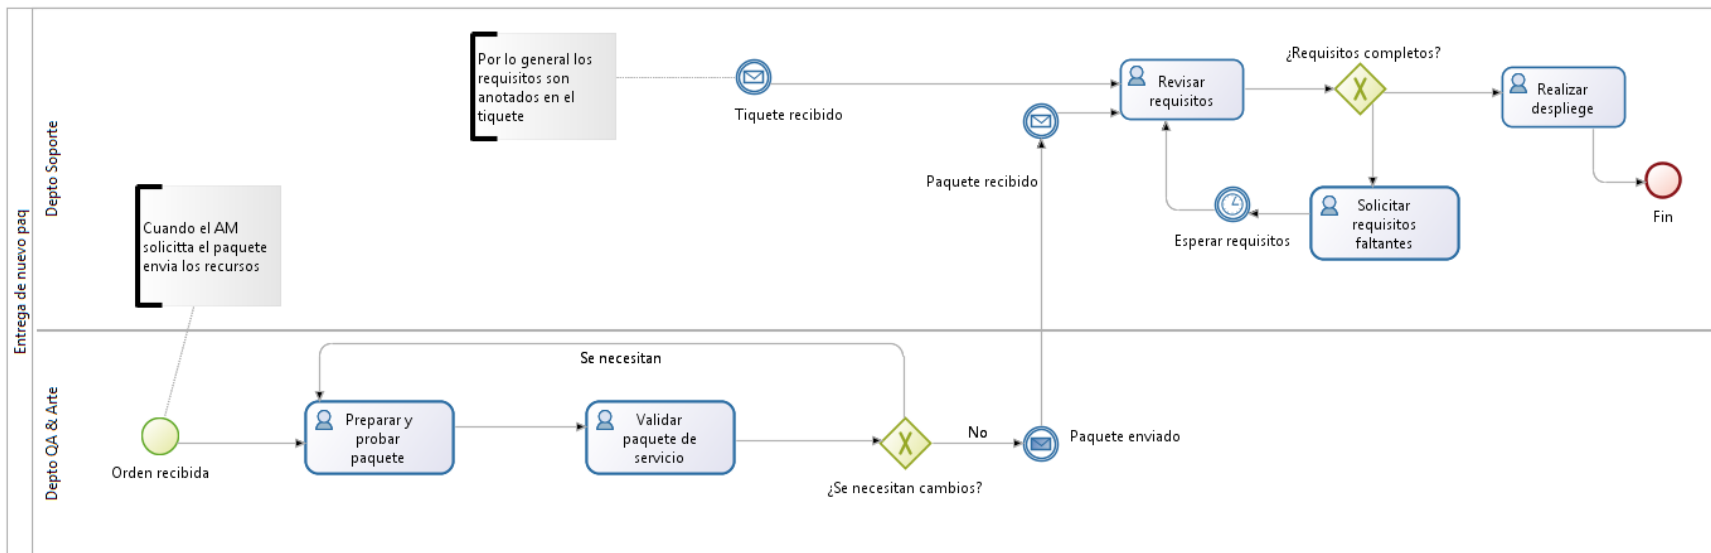 Entrega de nuevo paq
Depto Soporte
Por lo general los
requisitos son
anotados en el
tiquete
Tiquete recibido
Paquete recibido
Revisar
requisitos
¿Requisitos completos?
Realizar
despliege
Solicitar
requisitos
faltantes
Esperar requisitos
Fin
Cuando el AM
solicitta el paquete
envia los recursos
Depto QA & Arte
Orden recibida
Preparar y
probar
paquete
Validar
paquete de
servicio
Se necesitan
¿Se necesitan cambios?
No
Paquete enviado